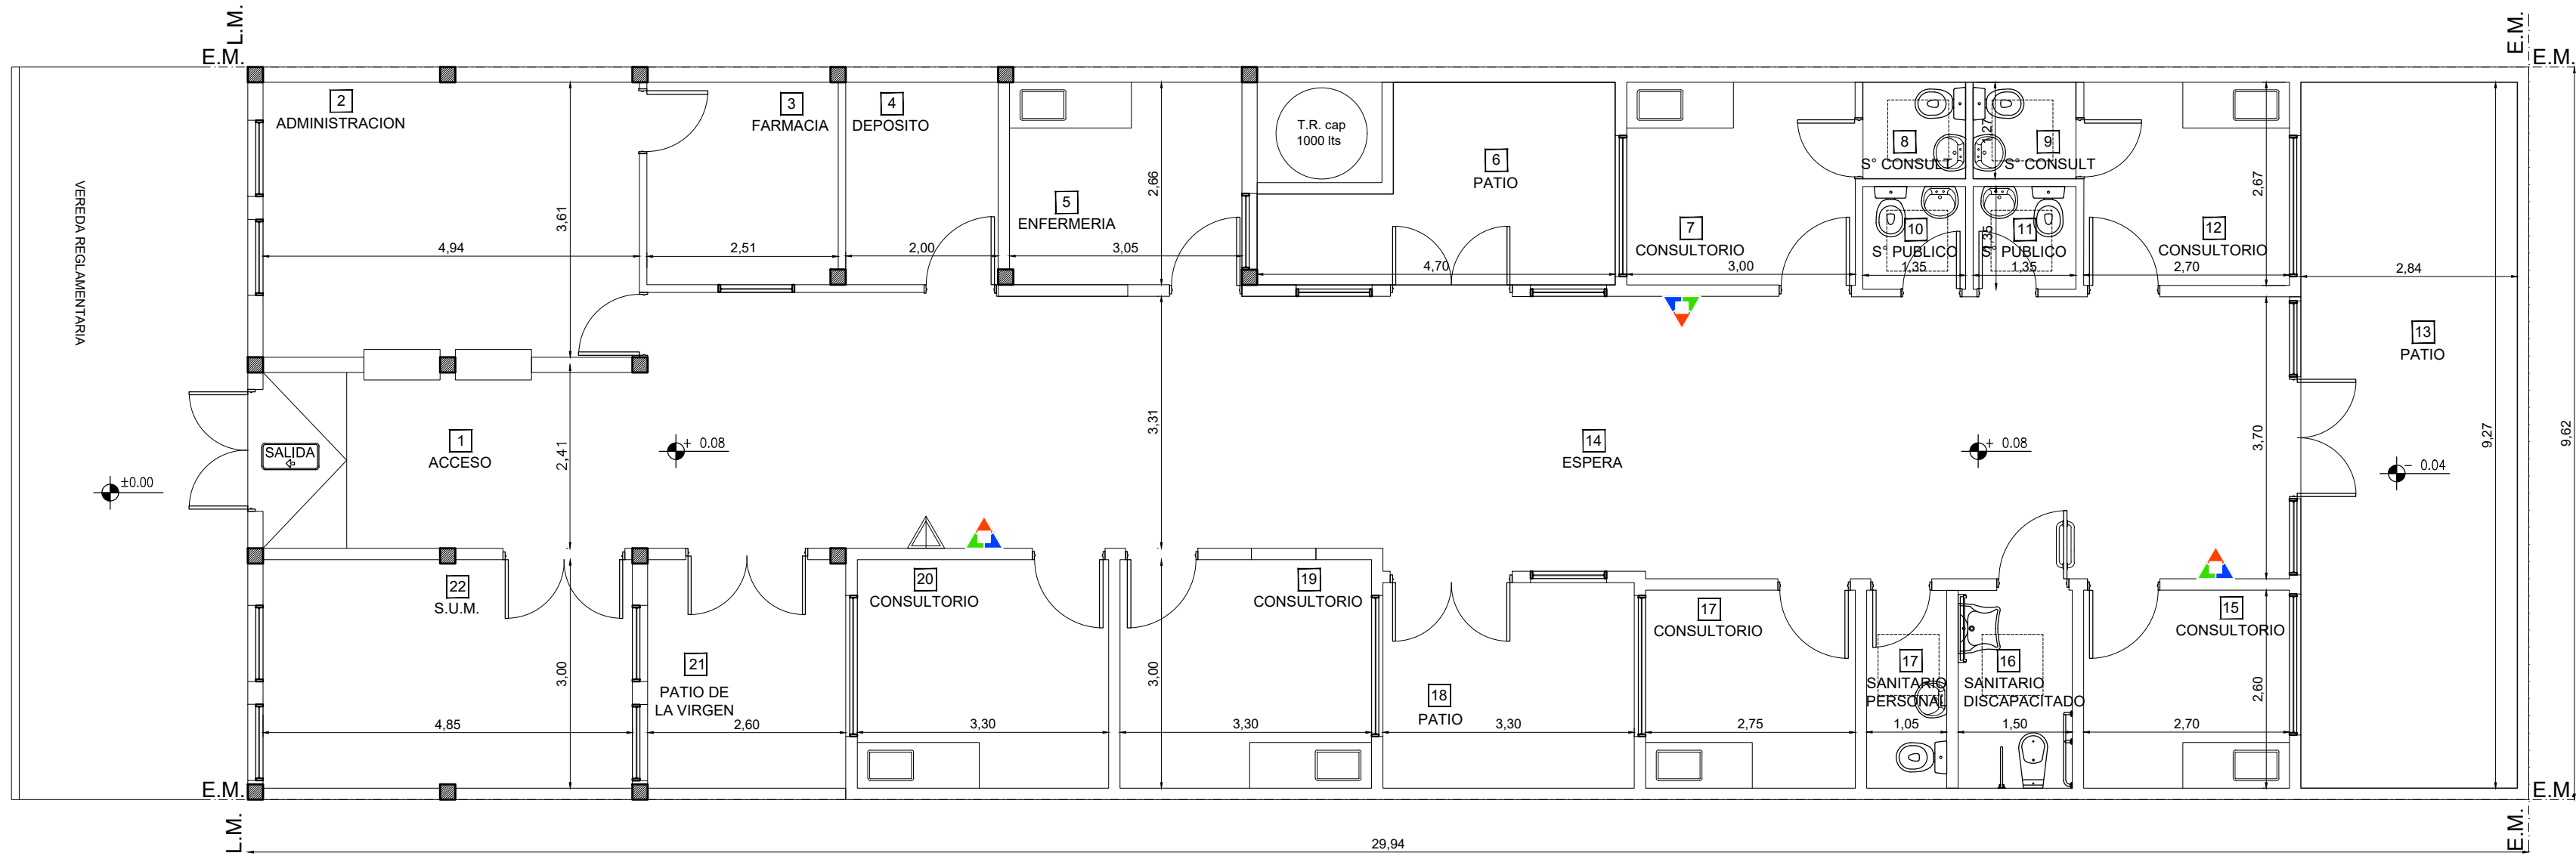 L.M.
E.M.
E.M.
E.M.
2
ADMINISTRACION
3
FARMACIA
4
DEPOSITO
5
ENFERMERIA
T.R. cap
1000 lts
6
PATIO
7
CONSULTORIO
8
S° CONSULT
9
S° CONSULT
10
S° PUBLICO
11
S° PUBLICO
12
CONSULTORIO
13
PATIO
VEREDA REGLAMENTARIA
3,61
4,94
2,51
2,00
3,05
2,66
4,70
3,00
1,27
1,35
1,35
1,35
2,67
2,70
2,84
1
ACCESO
SALIDA
±0.00
2,41
+ 0.08
3,31
14
ESPERA
+ 0.08
3,70
- 0.04
9,27
9,62
22
S.U.M.
21
PATIO DE
LA VIRGEN
20
CONSULTORIO
19
CONSULTORIO
18
PATIO
17
CONSULTORIO
17
SANITARIO
PERSONAL
16
SANITARIO
DISCAPACITADO
15
CONSULTORIO
3,00
3,00
2,60
4,85
2,60
3,30
3,30
3,30
2,75
1,05
1,50
2,70
E.M.
E.M.
L.M.
E.M.
29,94